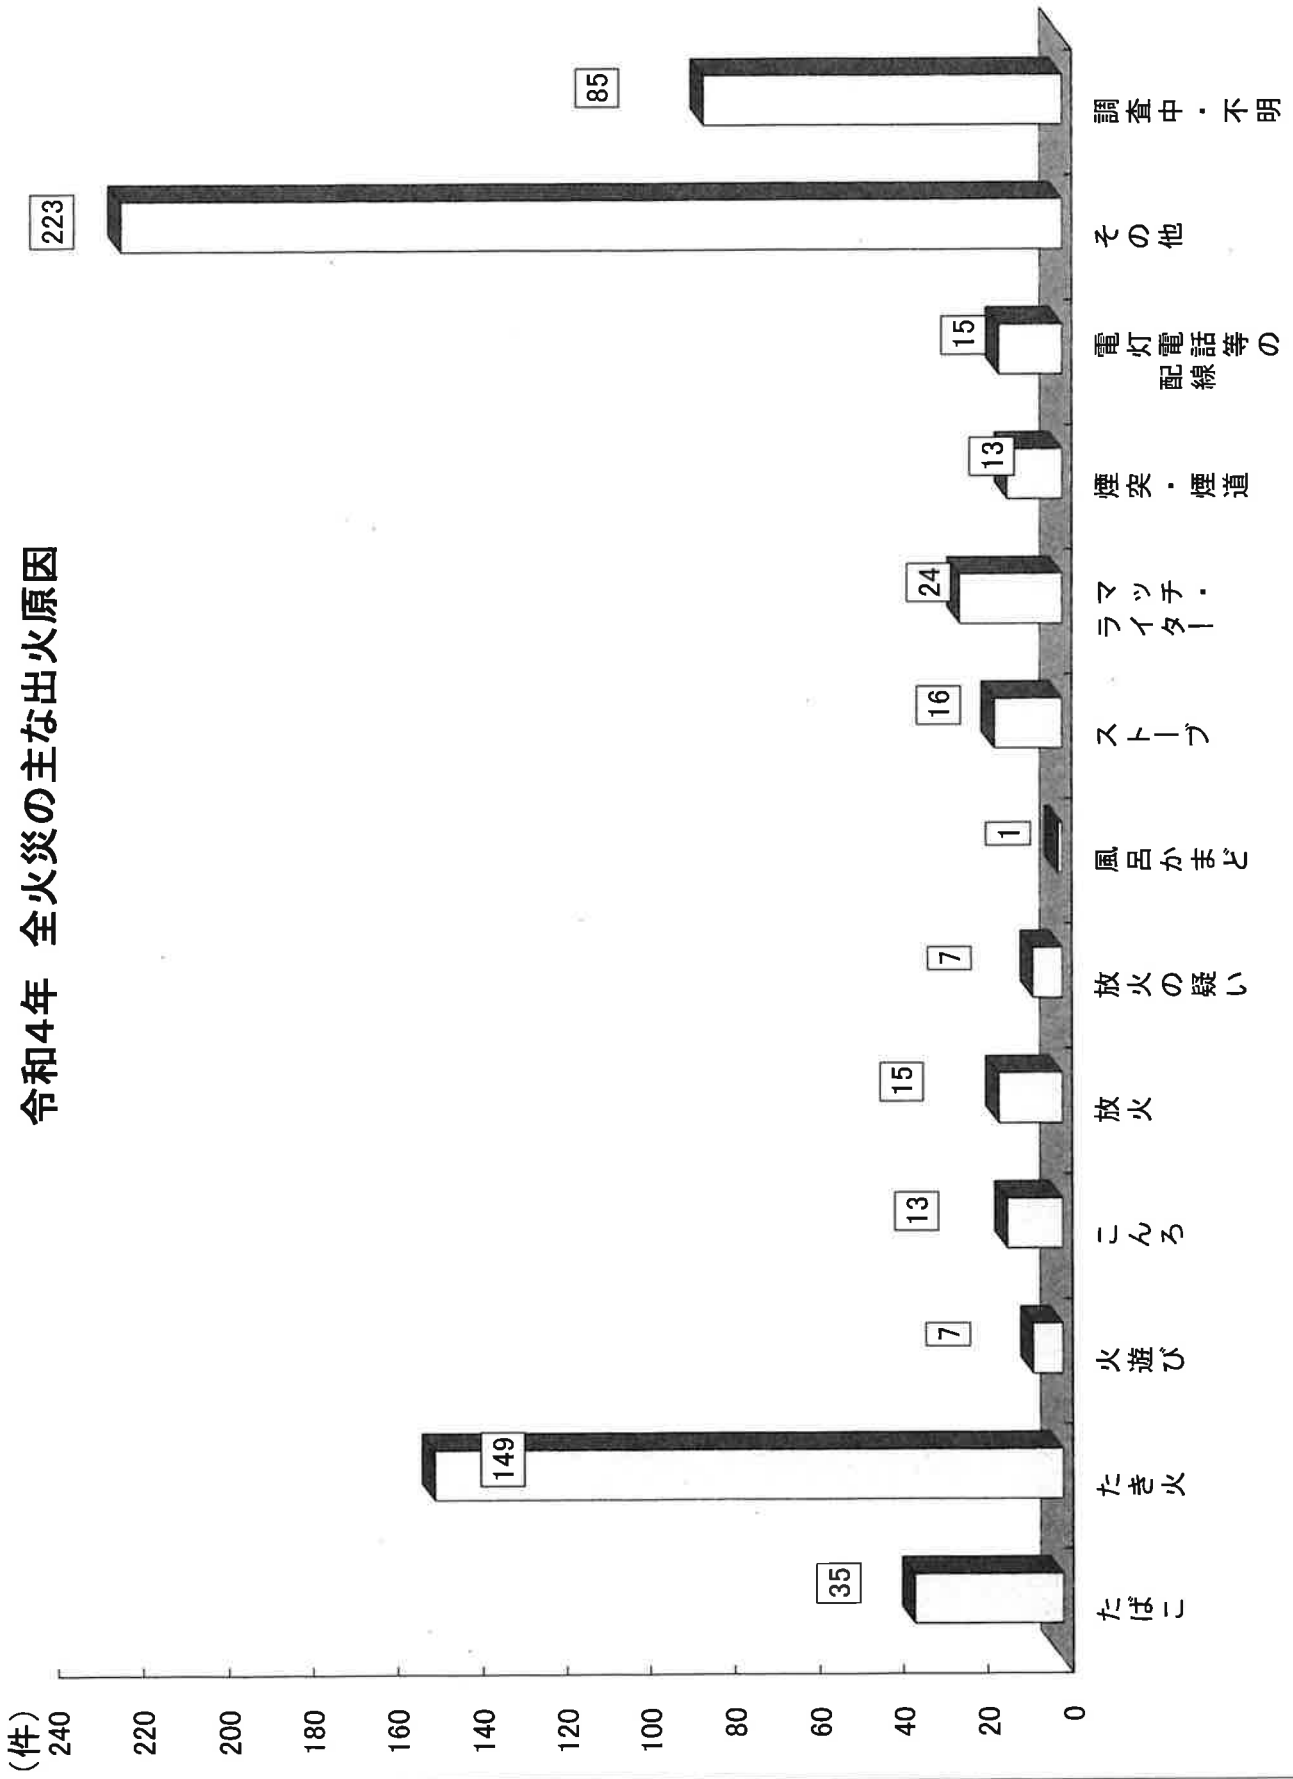 令和4年 全火災の主な出火原因
(件)
240
220
200
180
160
140
120
100
80
60
40
20
0
35
149
7
13
15
7
1
16
24
13
15
223
85
たばこ
たき火
火遊び
こんろ
放火
放火の疑い
風呂かまど
ストーブ
マッチ・
ライター
煙突・煙道
電灯電話等の
配線
その他
調査中・不明